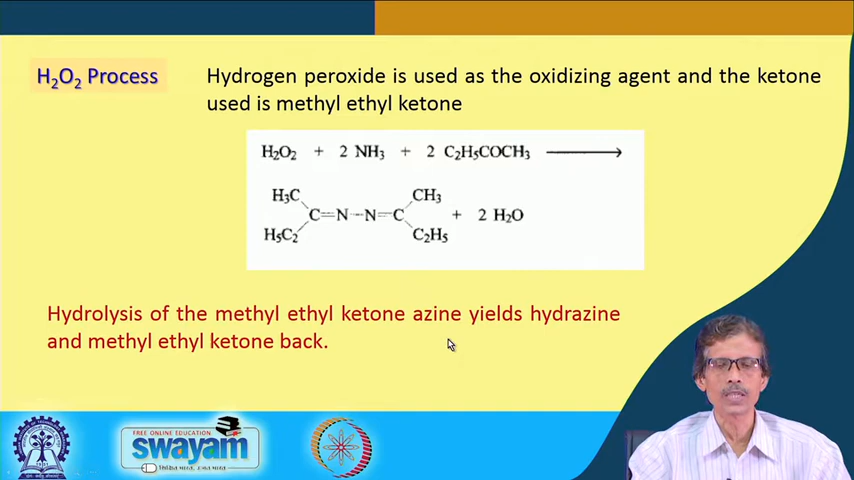 H₂O₂ Process
Hydrogen peroxide is used as the oxidizing agent and the ketone
used is methyl ethyl ketone
H₂O₂ + 2 NH₃ + 2 C₂H₅COCH₃ ⟶
H₃C CH₃
C=N—N=C + 2 H₂O
H₅C₂ C₂H₅
Hydrolysis of the methyl ethyl ketone azine yields hydrazine
and methyl ethyl ketone back.
FREE ONLINE EDUCATION
swayam